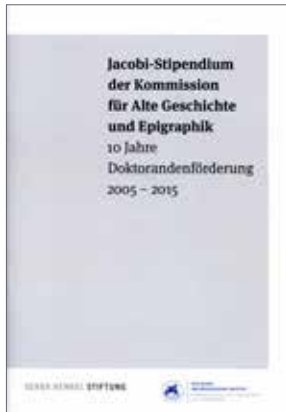 Jacobi-Stipendium
der Kommission
für Alte Geschichte
und Epigraphik
10 Jahre
Doktorandenförderung
2005 – 2015
GERDA HENKEL STIFTUNG